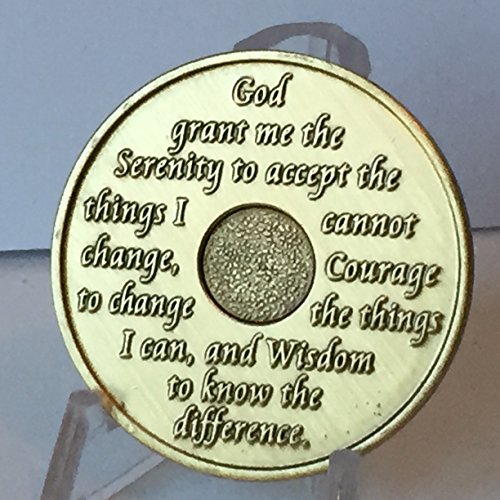 God
grant me the
Serenity to accept the
things I cannot
change, Courage
to change the things
I can, and Wisdom
to know the
difference.